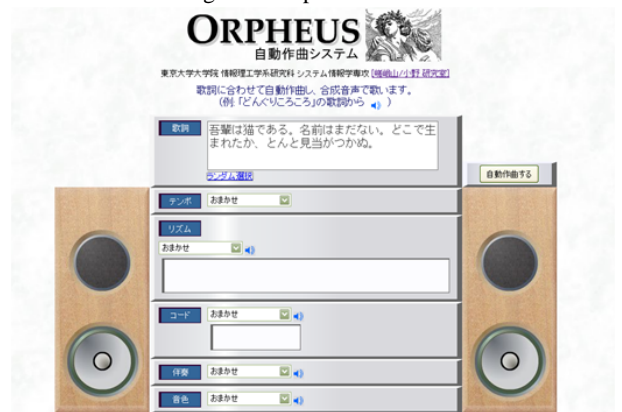 ORPHEUS
自動作曲システム
東京大学大学院 情報理工学系研究科 システム情報学専攻 [嵯峨山/小野 研究室]
歌詞に合わせて自動作曲し、合成音声で歌います。
(例:「どんぐりころころ」の歌詞から )
歌詞
吾輩は猫である。名前はまだない。どこで生
まれたか、とんと見当がつかぬ。
ランダム選択
自動作曲する
テンポ おまかせ
リズム
おまかせ
コード おまかせ
伴奏 おまかせ
音色 おまかせ